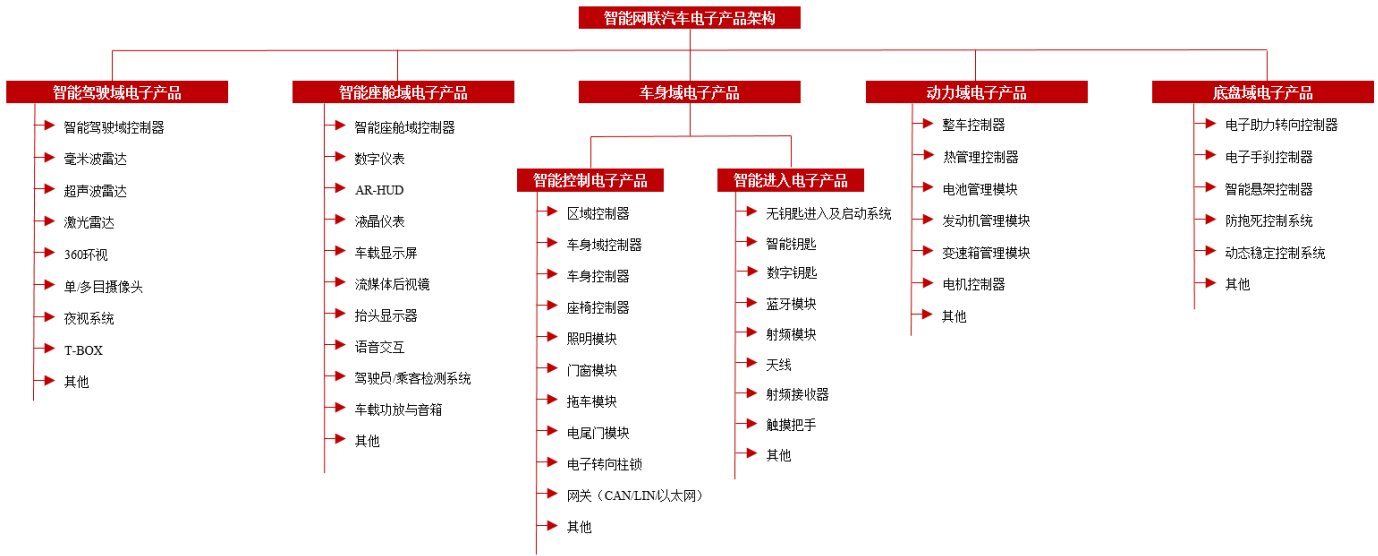 智能网联汽车电子产品架构
智能驾驶域电子产品
智能驾驶域控制器
毫米波雷达
超声波雷达
激光雷达
360环视
单/多目摄像头
夜视系统
T-BOX
其他
智能座舱域电子产品
智能座舱域控制器
数字仪表
AR-HUD
液晶仪表
车载显示屏
流媒体后视镜
抬头显示器
语音交互
驾驶员/乘客检测系统
车载功放与音箱
其他
车身域电子产品
智能控制电子产品
区域控制器
车身域控制器
车身控制器
座椅控制器
照明模块
门窗模块
拖车模块
电尾门模块
电子转向柱锁
网关（CAN/LIN/以太网）
其他
智能进入电子产品
无钥匙进入及启动系统
智能钥匙
数字钥匙
蓝牙模块
射频模块
天线
射频接收器
触摸把手
其他
动力域电子产品
整车控制器
热管理控制器
电池管理模块
发动机管理模块
变速箱管理模块
电机控制器
其他
底盘域电子产品
电子助力转向控制器
电子手刹控制器
智能悬架控制器
防抱死控制系统
动态稳定控制系统
其他